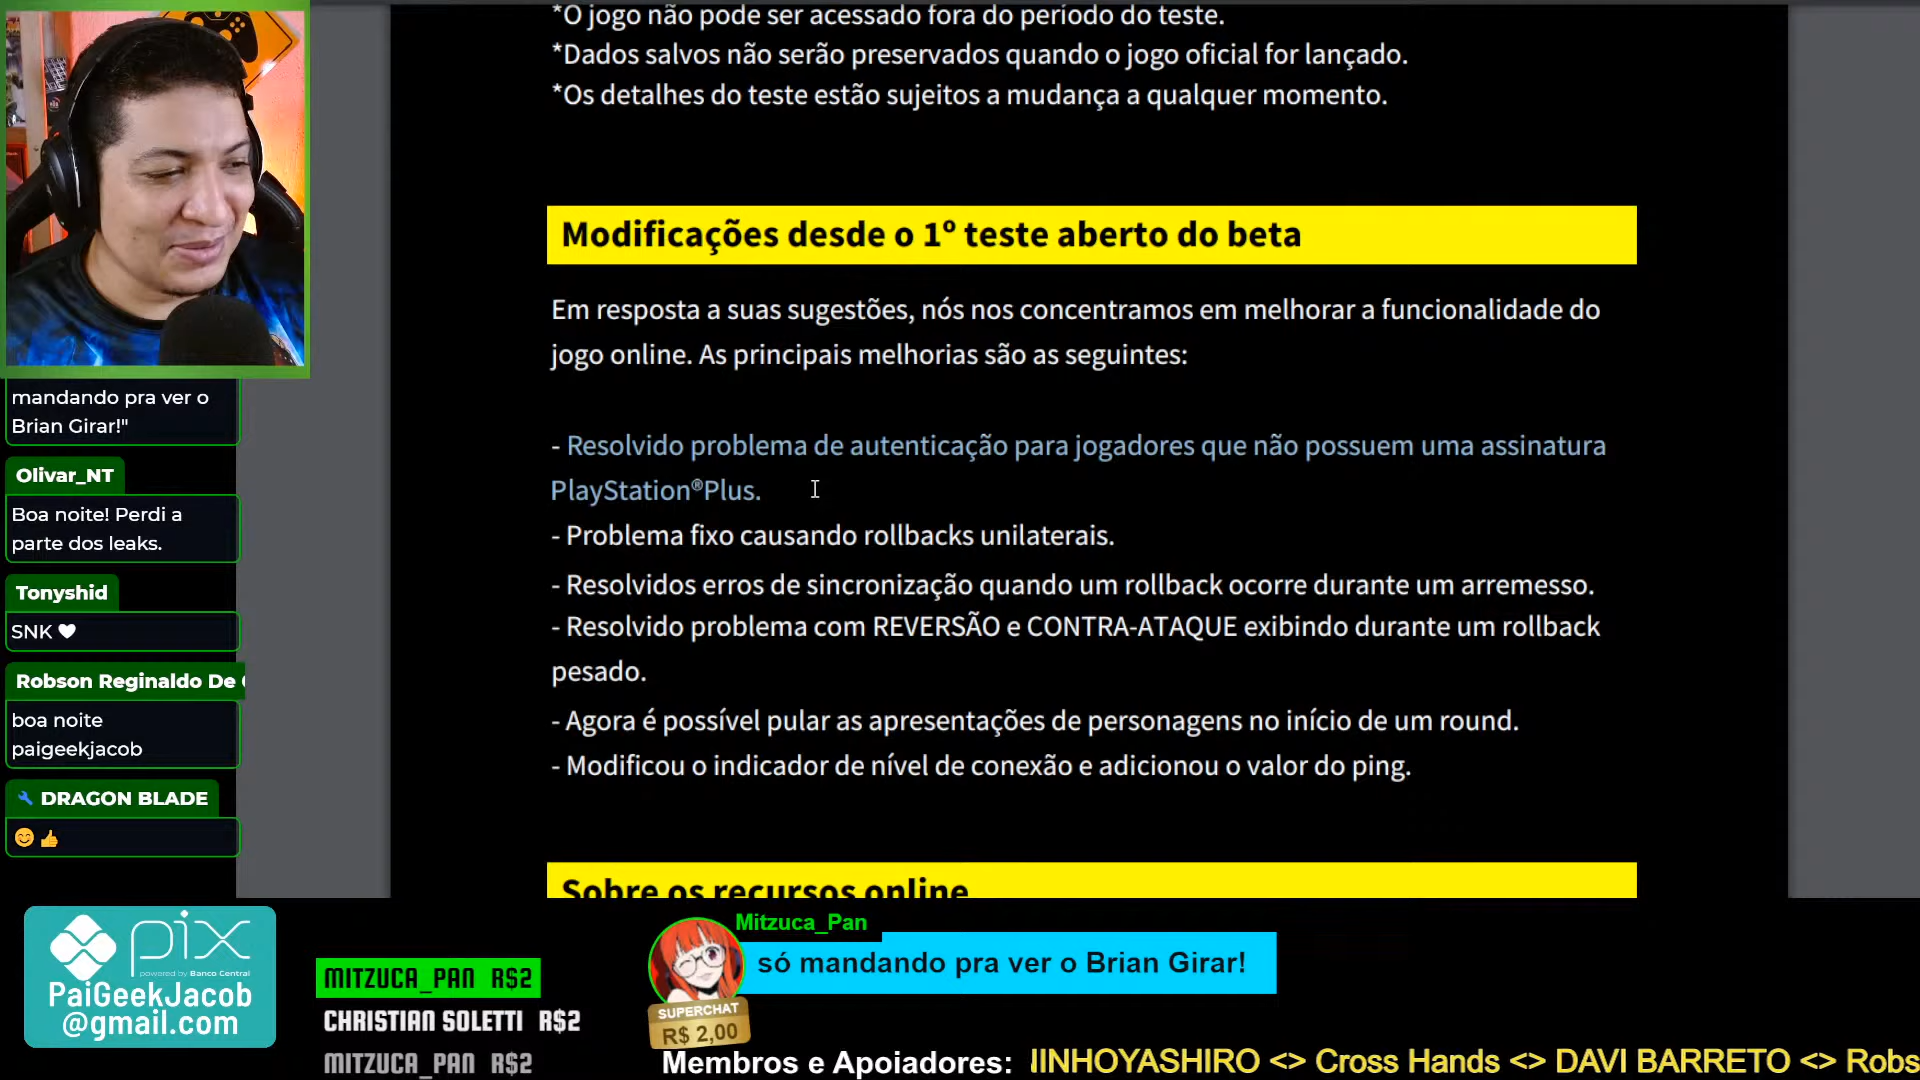 *O jogo não pode ser acessado fora do período do teste.
*Dados salvos não serão preservados quando o jogo oficial for lançado.
*Os detalhes do teste estão sujeitos a mudança a qualquer momento.
Modificações desde o 1º teste aberto do beta
Em resposta a suas sugestões, nós nos concentramos em melhorar a funcionalidade do
jogo online. As principais melhorias são as seguintes:
- Resolvido problema de autenticação para jogadores que não possuem uma assinatura
PlayStation®Plus.
- Problema fixo causando rollbacks unilaterais.
- Resolvidos erros de sincronização quando um rollback ocorre durante um arremesso.
- Resolvido problema com REVERSÃO e CONTRA-ATAQUE exibindo durante um rollback
pesado.
- Agora é possível pular as apresentações de personagens no início de um round.
- Modificou o indicador de nível de conexão e adicionou o valor do ping.
Sobre os recursos online
mandando pra ver o
Brian Girar!"
Olivar_NT
Boa noite! Perdi a
parte dos leaks.
Tonyshid
SNK 🤍
Robson Reginaldo De
boa noite
paigeekjacob
DRAGON BLADE
😊👍
pix
powered by Banco Central
PaiGeekJacob
@gmail.com
MITZUCA_PAN R$2
CHRISTIAN SOLETTI R$2
MITZUCA_PAN R$2
Mitzuca_Pan
só mandando pra ver o Brian Girar!
SUPERCHAT
R$ 2,00
Membros e Apoiadores: INHOYASHIRO <> Cross Hands <> DAVI BARRETO <> Robs